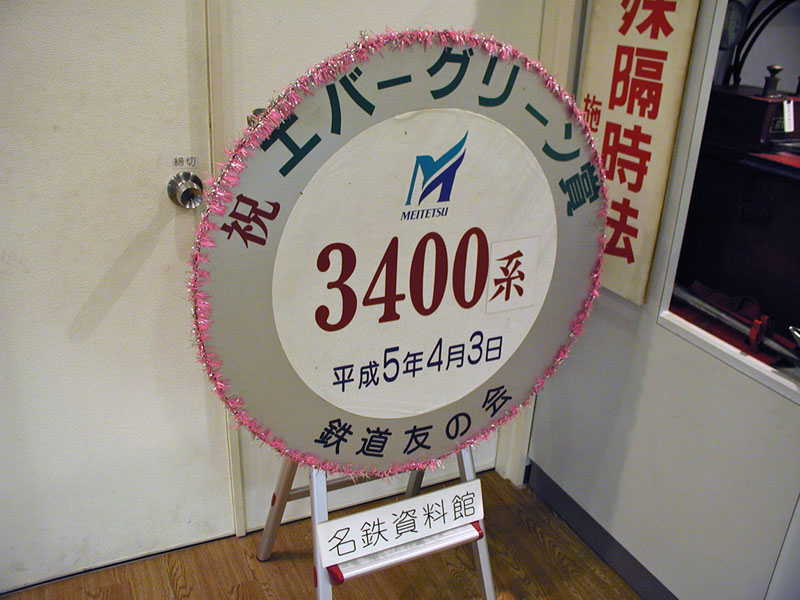 祝 エバーグリーン賞
MEITETSU
3400系
平成5年4月3日
鉄道友の会
名鉄資料館
締切
隔時法
施